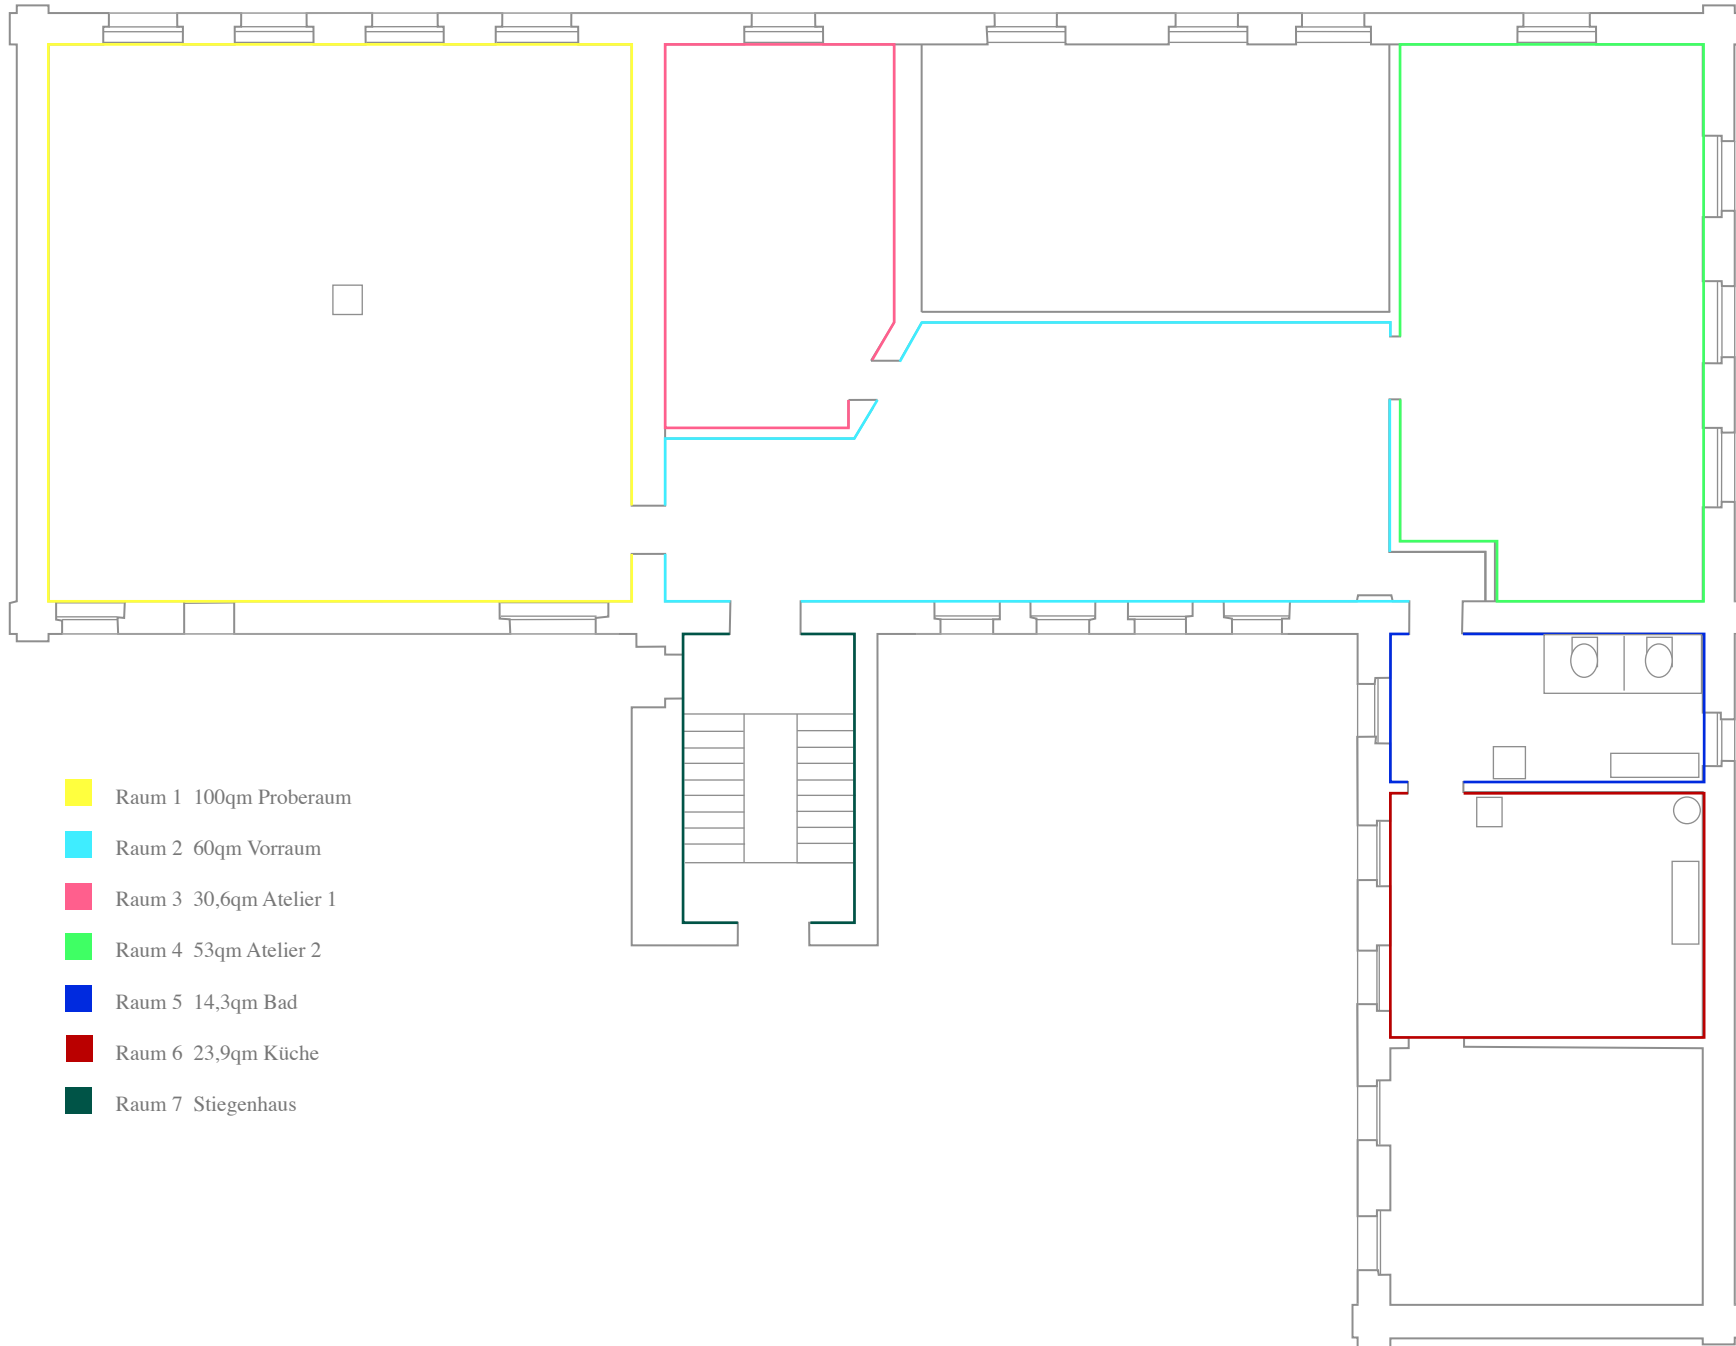 Raum 1 100qm Proberaum
Raum 2 60qm Vorraum
Raum 3 30,6qm Atelier 1
Raum 4 53qm Atelier 2
Raum 5 14,3qm Bad
Raum 6 23,9qm Küche
Raum 7 Stiegenhaus